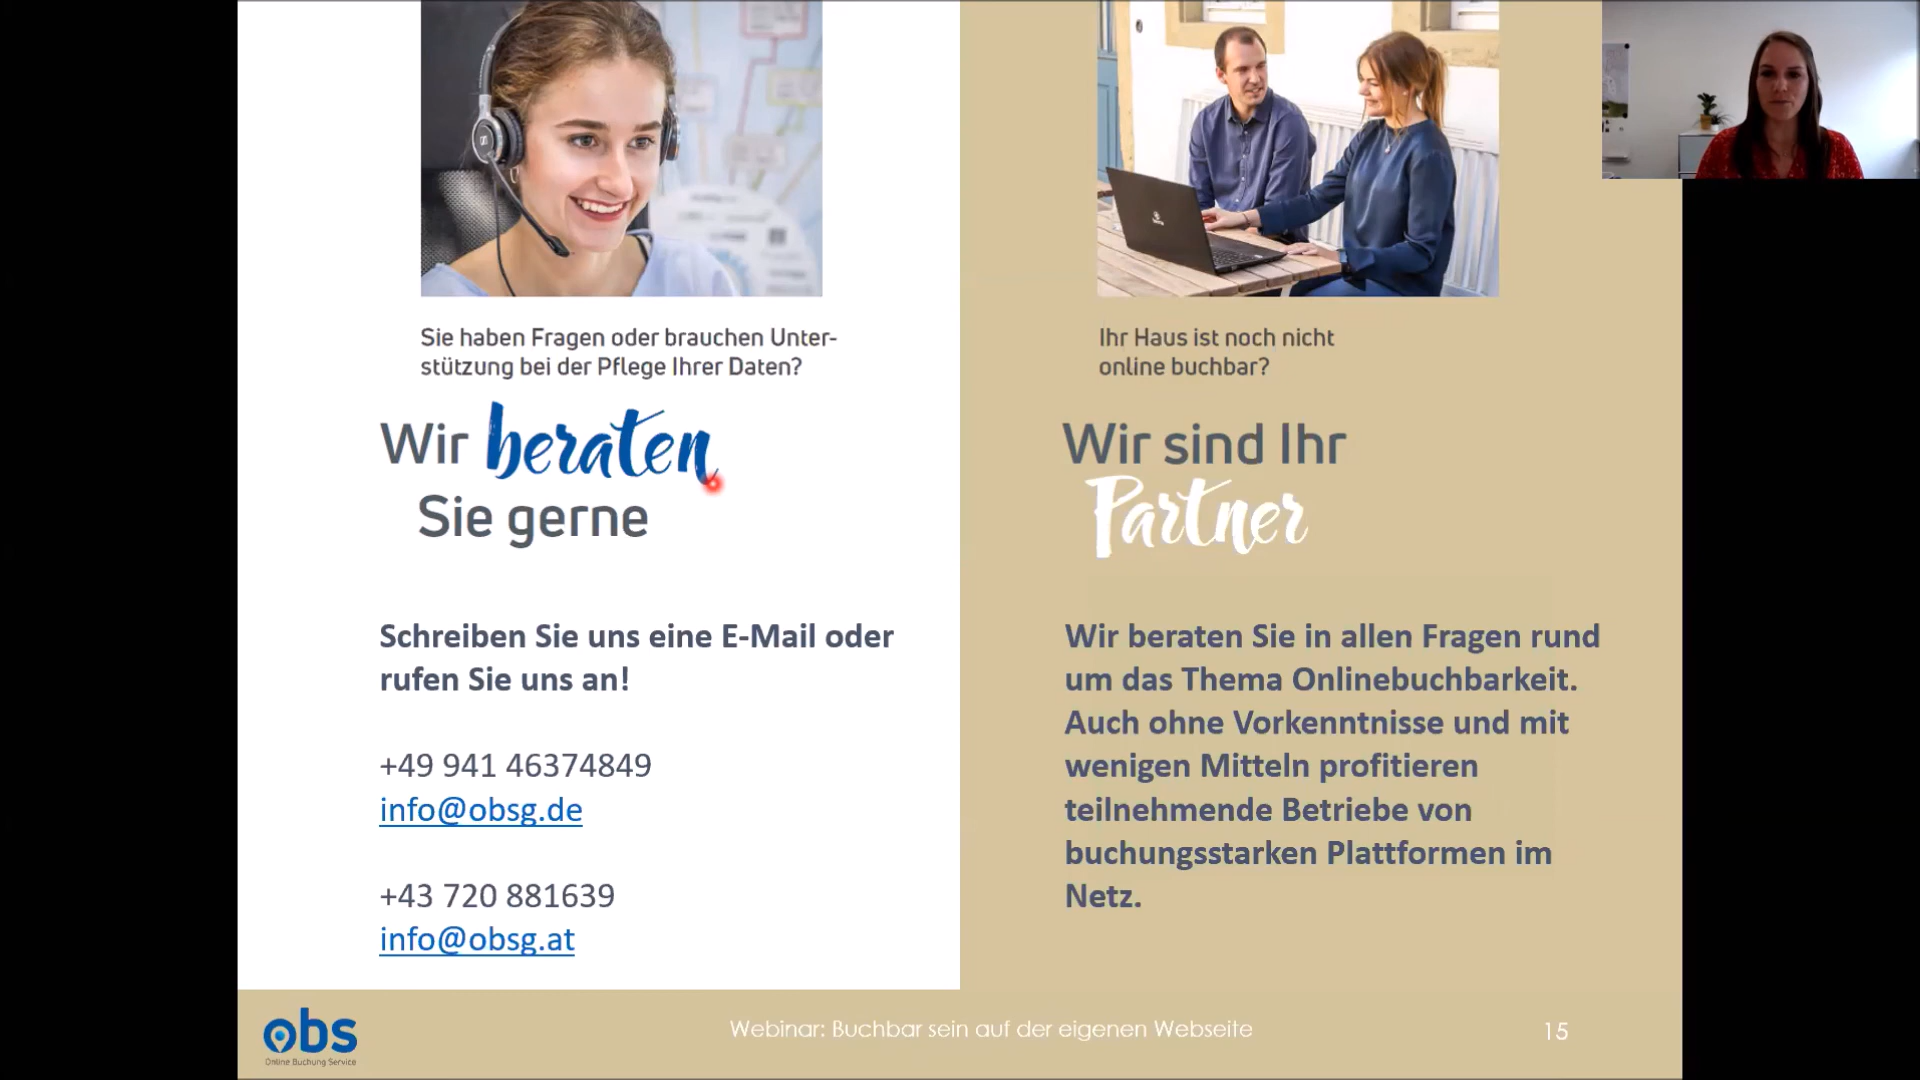 Sie haben Fragen oder brauchen Unter-
stützung bei der Pflege Ihrer Daten?
Wir beraten
Sie gerne
Schreiben Sie uns eine E-Mail oder
rufen Sie uns an!
+49 941 46374849
info@obsg.de
+43 720 881639
info@obsg.at
Ihr Haus ist noch nicht
online buchbar?
Wir sind Ihr
Partner
Wir beraten Sie in allen Fragen rund
um das Thema Onlinebuchbarkeit.
Auch ohne Vorkenntnisse und mit
wenigen Mitteln profitieren
teilnehmende Betriebe von
buchungsstarken Plattformen im
Netz.
obs
Online Buchung Service
Webinar: Buchbar sein auf der eigenen Webseite
15